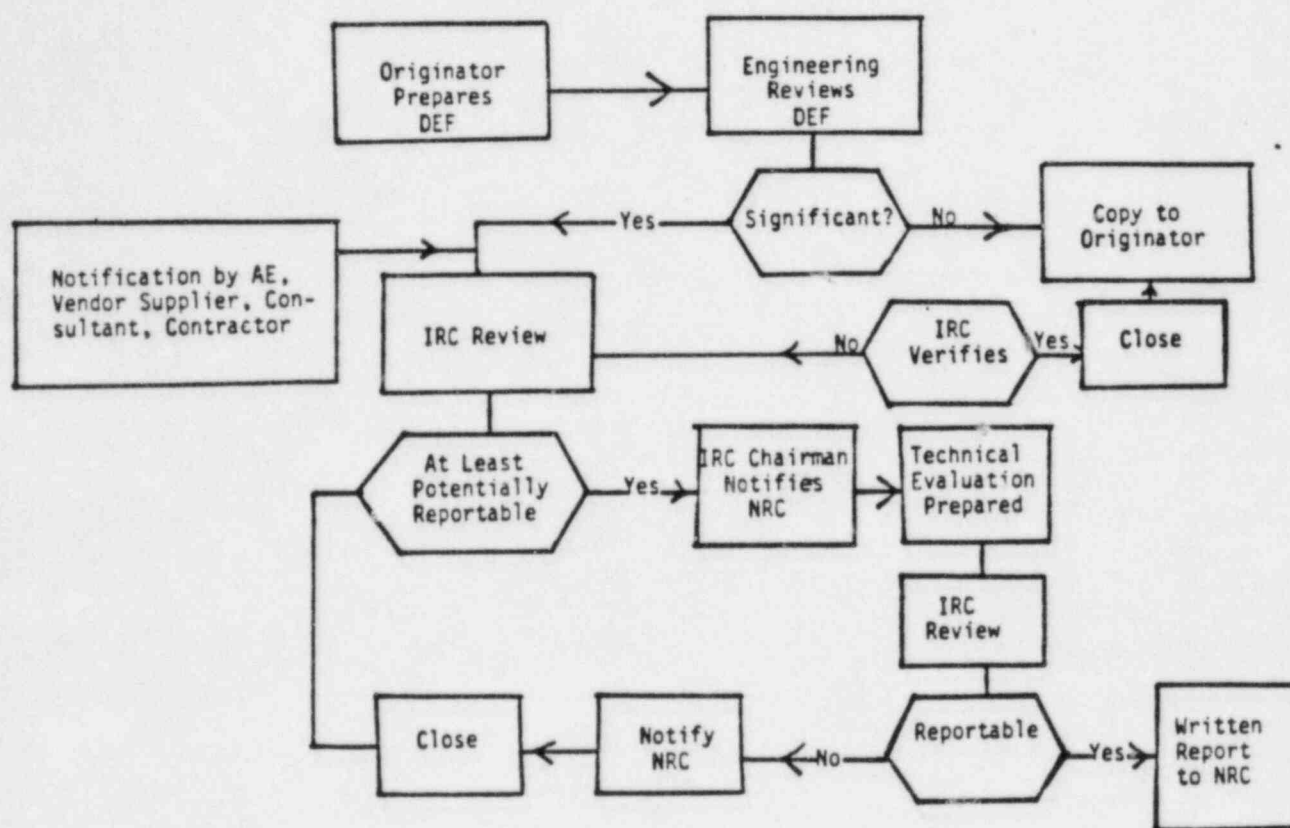 Originator
Prepares
DEF
Engineering
Reviews
DEF
Significant?
Yes
No
Copy to
Originator
Notification by AE,
Vendor Supplier, Con-
sultant, Contractor
IRC Review
No
IRC
Verifies
Yes
Close
At Least
Potentially
Reportable
Yes
IRC Chairman
Notifies
NRC
Technical
Evaluation
Prepared
IRC
Review
Close
Notify
NRC
No
Reportable
Yes
Written
Report
to NRC